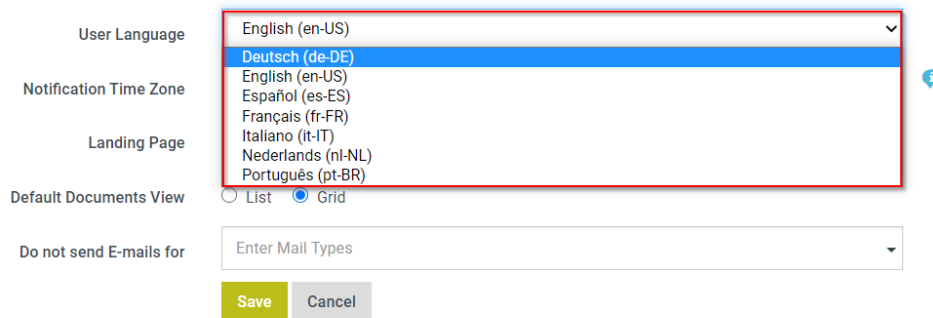 User Language
English (en-US)
Deutsch (de-DE)
English (en-US)
Español (es-ES)
Français (fr-FR)
Italiano (it-IT)
Nederlands (nl-NL)
Português (pt-BR)
Notification Time Zone
Landing Page
Default Documents View
List Grid
Do not send E-mails for
Enter Mail Types
Save Cancel